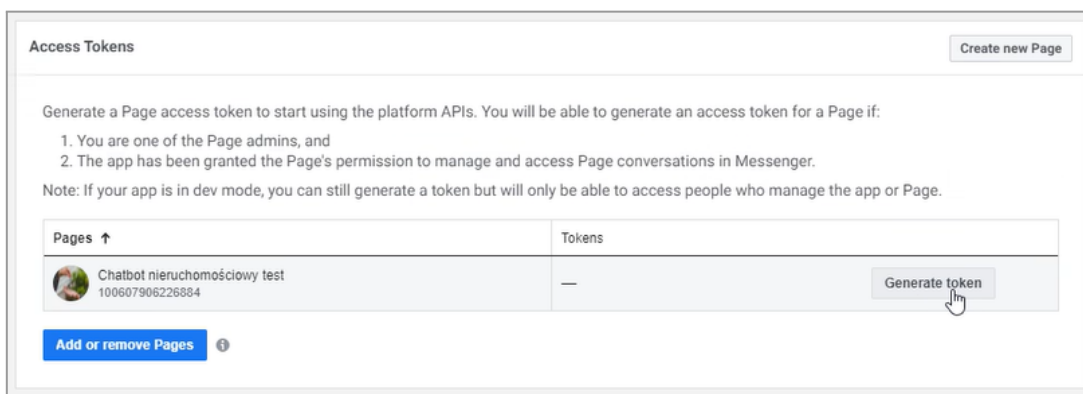 Access Tokens
Create new Page
Generate a Page access token to start using the platform APIs. You will be able to generate an access token for a Page if:
1. You are one of the Page admins, and
2. The app has been granted the Page's permission to manage and access Page conversations in Messenger.
Note: If your app is in dev mode, you can still generate a token but will only be able to access people who manage the app or Page.
Pages ↑
Tokens
Chatbot nieruchomościowy test
100607906226884
—
Generate token
Add or remove Pages